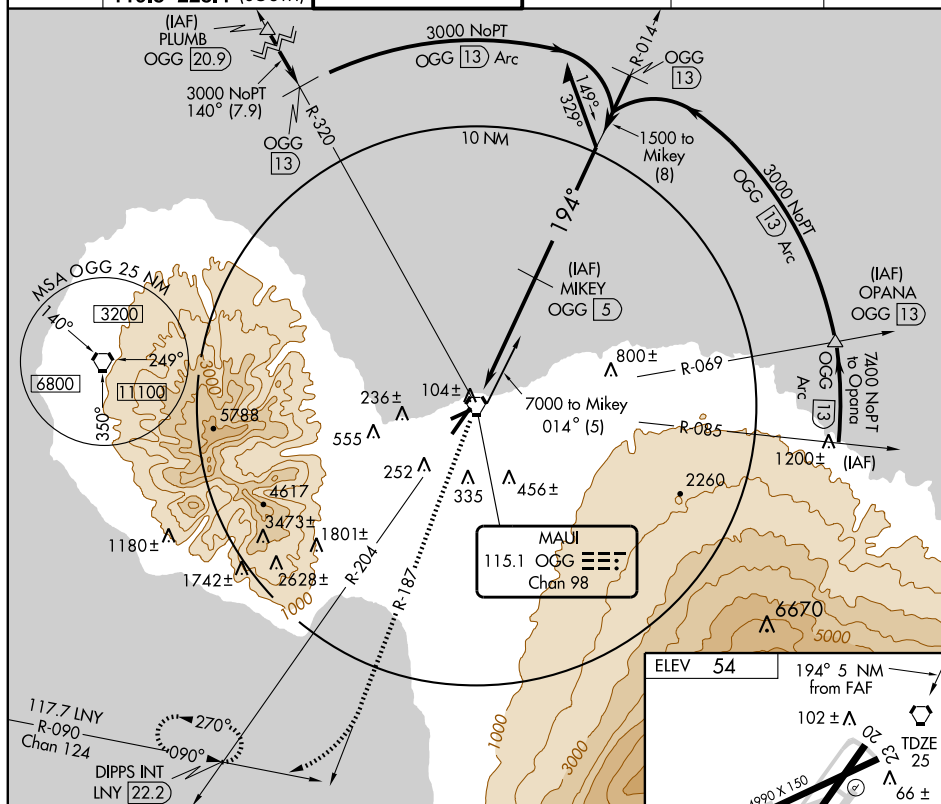 (IAF)
PLUMB
OGG 20.9
3000 NoPT
140° (7.9)
OGG
13
R-320
3000 NoPT
OGG 13 Arc
R-014
OGG
13
149°
329°
1500 to
Mikey
(8)
10 NM
3000 NoPT
OGG 13 Arc
194°
(IAF)
MIKEY
OGG 5
(IAF)
OPANA
OGG 13
MSA OGG 25 NM
3200
140°
249°
6800
11100
350°
3000
5788
800±
R-069
7400 NoPT
to Opana
OGG
13
Arc
236±
104±
555
7000 to Mikey
014° (5)
R-085
1200±
(IAF)
252
335
456±
2260
4617
3473±
1180±
1801±
1742±
2628±
1000
R-204
R-187
MAUI
115.1 OGG
Chan 98
6670
5000
1000
3000
117.7 LNY
R-090
Chan 124
270°
090°
DIPPS INT
LNY 22.2
ELEV 54
194° 5 NM
from FAF
102 ±
TDZE
25
20
23
4990 X 150
66 ±